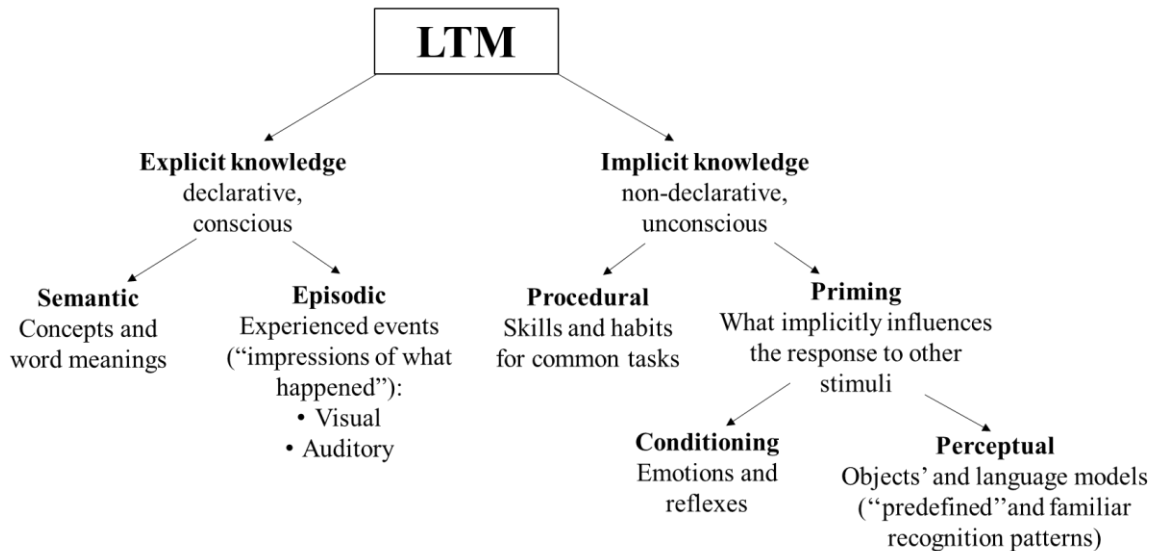 LTM
Explicit knowledge
declarative,
conscious
Implicit knowledge
non-declarative,
unconscious
Semantic
Concepts and
word meanings
Episodic
Experienced events
(“impressions of what
happened”):
• Visual
• Auditory
Procedural
Skills and habits
for common tasks
Priming
What implicitly influences
the response to other
stimuli
Conditioning
Emotions and
reflexes
Perceptual
Objects’ and language models
(“predefined”and familiar
recognition patterns)